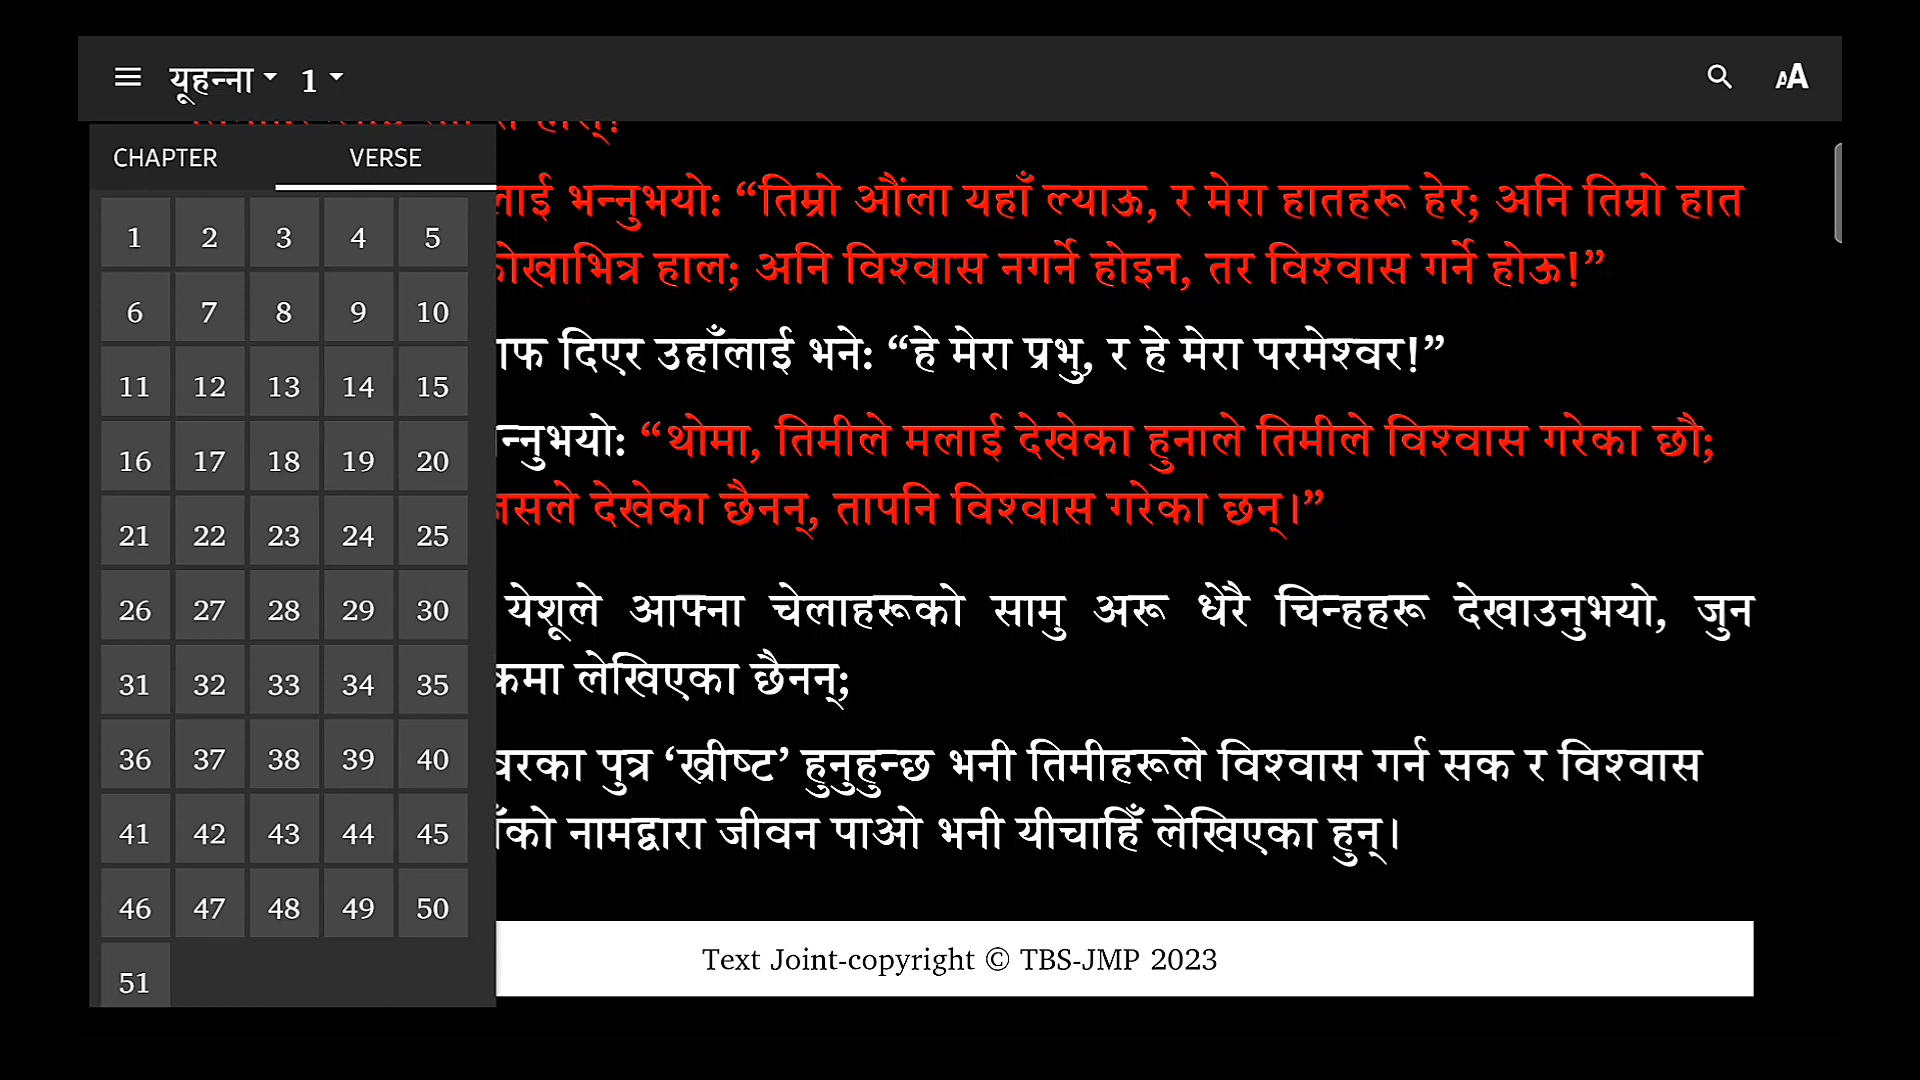 यूहन्ना 1 AA
CHAPTER VERSE
1 2 3 4 5
6 7 8 9 10
11 12 13 14 15
16 17 18 19 20
21 22 23 24 25
26 27 28 29 30
31 32 33 34 35
36 37 38 39 40
41 42 43 44 45
46 47 48 49 50
51
लाई भन्नुभयो: “तिम्रो औंला यहाँ ल्याऊ, र मेरा हातहरू हेर; अनि तिम्रो हात
हाल; अनि विश्वास नगर्ने होइन, तर विश्वास गर्ने होऊ!”
दिएर उहाँलाई भने: “हे मेरा प्रभु, र हे मेरा परमेश्वर!”
“थोमा, तिमीले मलाई देखेका हुनाले तिमीले विश्वास गरेका छौ;
देखेका छैनन्, तापनि विश्वास गरेका छन्।”
येशूले आफ्ना चेलाहरूको सामु अरू धेरै चिन्हहरू देखाउनुभयो, जुन
लेखिएका छैनन्;
पुत्र ‘ख्रीष्ट’ हुनुहुन्छ भनी तिमीहरूले विश्वास गर्न सक र विश्वास
नामद्वारा जीवन पाओ भनी यीचाहिँ लेखिएका हुन्।
Text Joint-copyright © TBS-JMP 2023